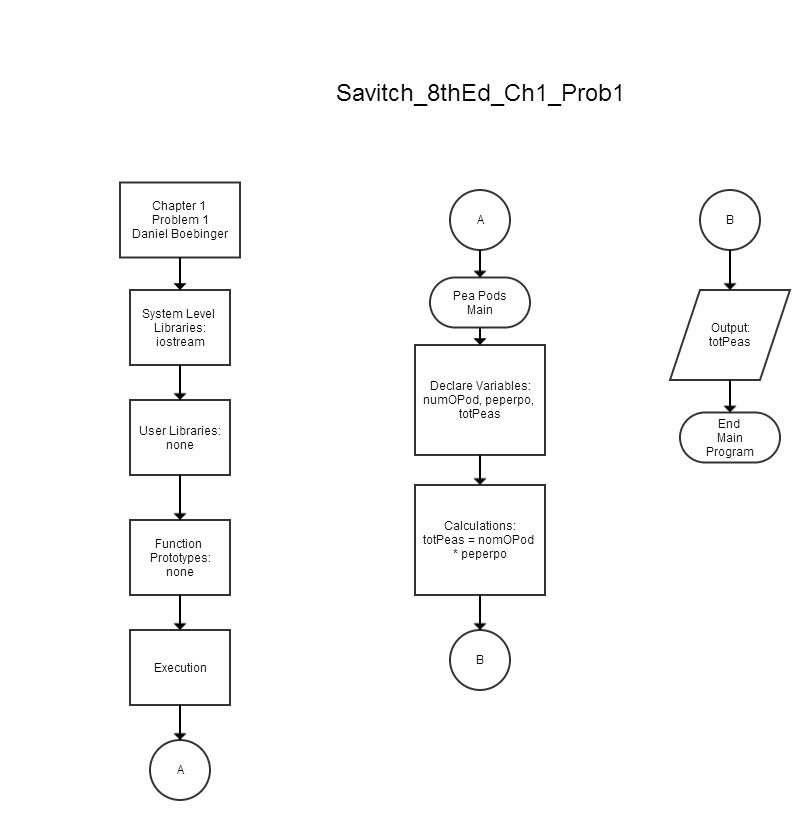 Savitch_8thEd_Ch1_Prob1
Chapter 1
Problem 1
Daniel Boebinger
System Level
Libraries:
iostream
User Libraries:
none
Function
Prototypes:
none
Execution
A
A
Pea Pods
Main
Declare Variables:
numOPod, peperpo,
totPeas
Calculations:
totPeas = nomOPod
* peperpo
B
B
Output:
totPeas
End
Main
Program